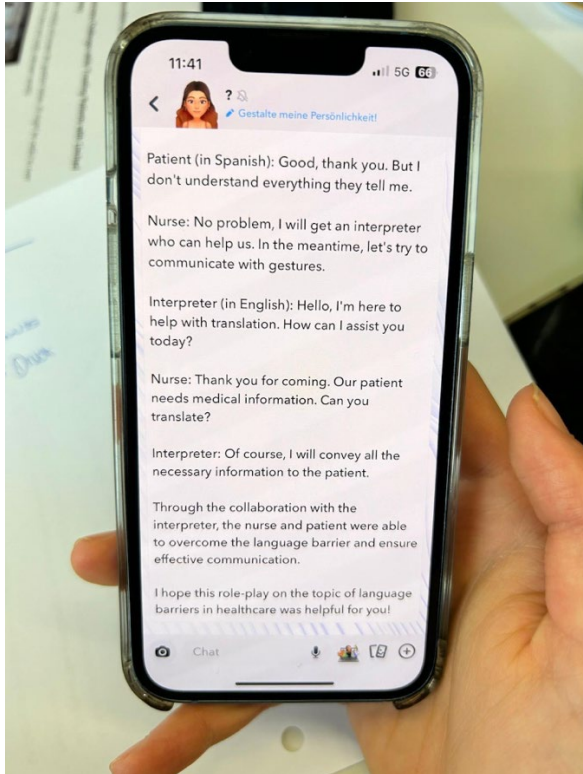 11:41
5G 66
?
Gestalte meine Persönlichkeit!
Patient (in Spanish): Good, thank you. But I
don't understand everything they tell me.
Nurse: No problem, I will get an interpreter
who can help us. In the meantime, let's try to
communicate with gestures.
Interpreter (in English): Hello, I'm here to
help with translation. How can I assist you
today?
Nurse: Thank you for coming. Our patient
needs medical information. Can you
translate?
Interpreter: Of course, I will convey all the
necessary information to the patient.
Through the collaboration with the
interpreter, the nurse and patient were able
to overcome the language barrier and ensure
effective communication.
I hope this role-play on the topic of language
barriers in healthcare was helpful for you!
Chat
Druck